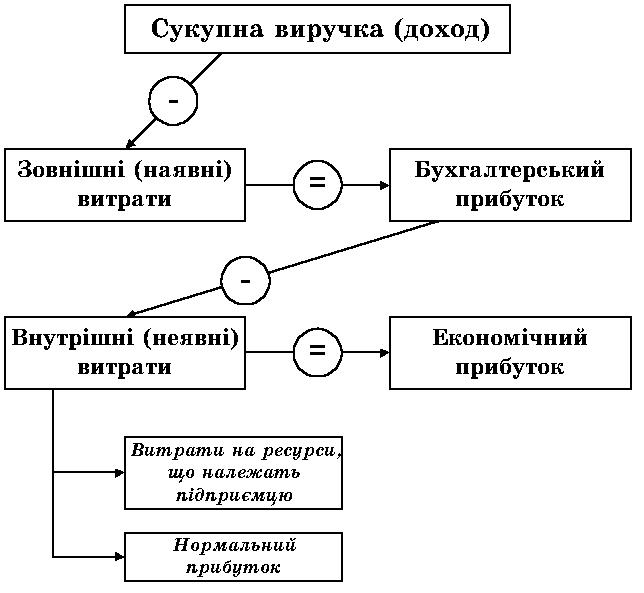 Сукупна виручка (доход)
-
Зовнішні (наявні)
витрати
=
Бухгалтерський
прибуток
-
Внутрішні (неявні)
витрати
=
Економічний
прибуток
Витрати на ресурси,
що належать
підприємцю
Нормальний
прибуток